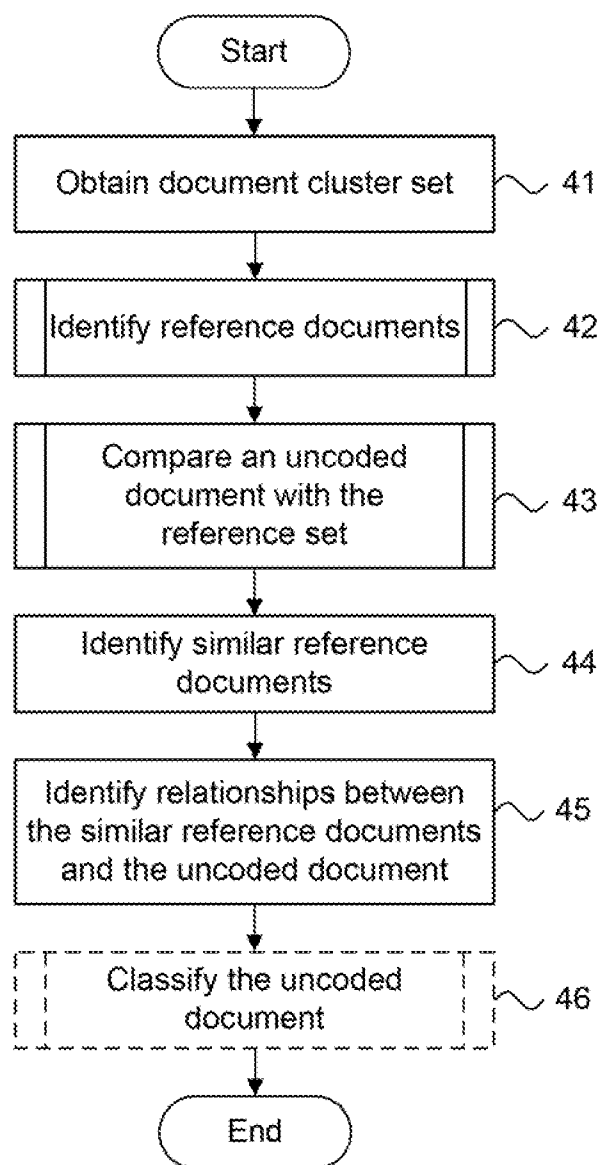 Start
Obtain document cluster set
41
Identify reference documents
42
Compare an uncoded
document with the
reference set
43
Identify similar reference
documents
44
Identify relationships between
the similar reference documents
and the uncoded document
45
Classify the uncoded
document
46
End